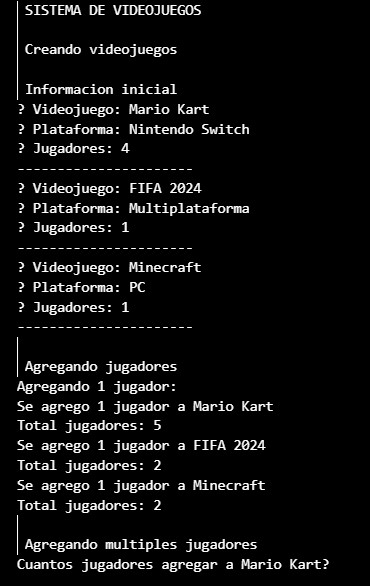 SISTEMA DE VIDEOJUEGOS
Creando videojuegos
Informacion inicial
? Videojuego: Mario Kart
? Plataforma: Nintendo Switch
? Jugadores: 4
----------------------
? Videojuego: FIFA 2024
? Plataforma: Multiplataforma
? Jugadores: 1
----------------------
? Videojuego: Minecraft
? Plataforma: PC
? Jugadores: 1
----------------------
Agregando jugadores
Agregando 1 jugador:
Se agrego 1 jugador a Mario Kart
Total jugadores: 5
Se agrego 1 jugador a FIFA 2024
Total jugadores: 2
Se agrego 1 jugador a Minecraft
Total jugadores: 2
Agregando multiples jugadores
Cuantos jugadores agregar a Mario Kart?